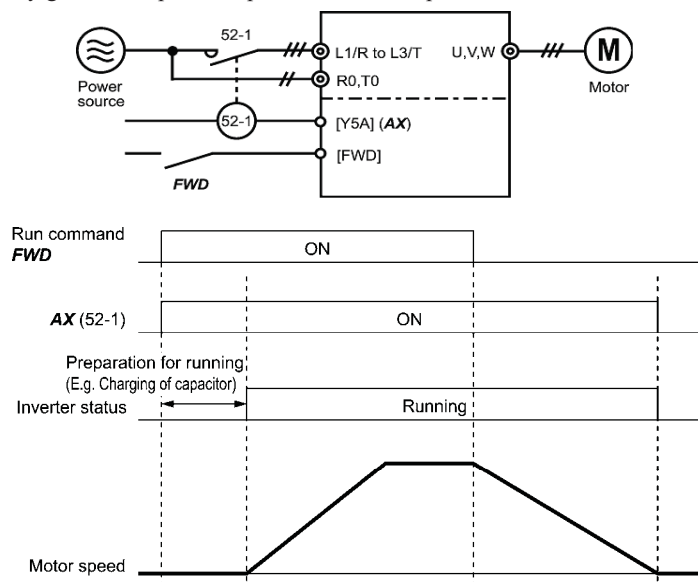 52-1
L1/R to L3/T
U,V,W
M
Power
source
R0,T0
Motor
52-1
[Y5A] (AX)
[FWD]
FWD
Run command
FWD
ON
AX (52-1)
ON
Preparation for running
(E.g. Charging of capacitor)
Inverter status
Running
Motor speed